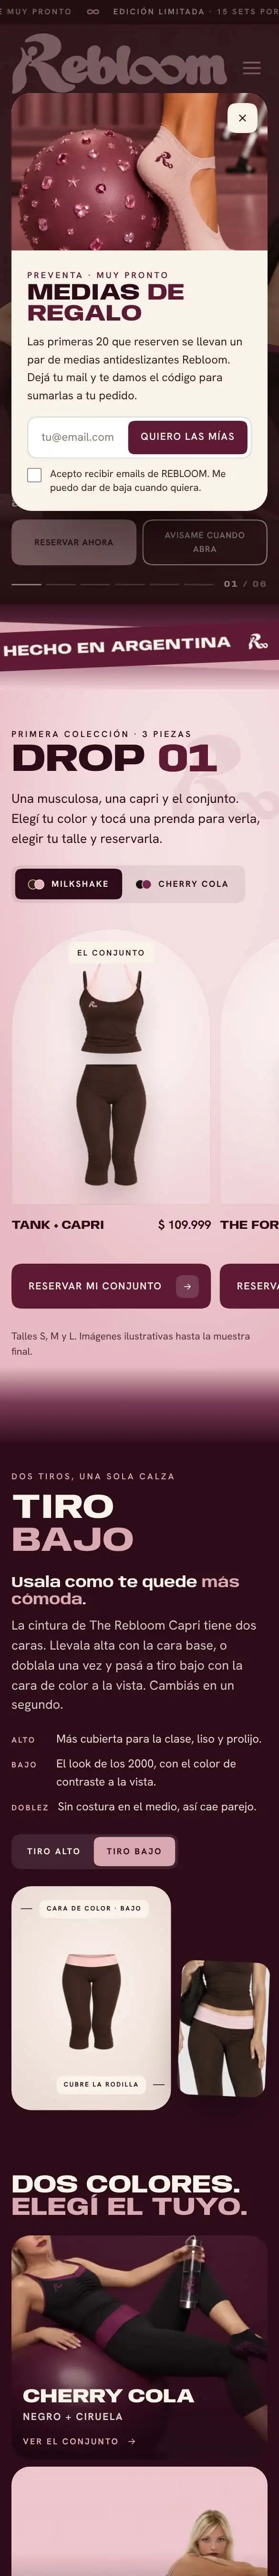 MUY PRONTO ∞ EDICIÓN LIMITADA · 15 SETS POR
Rebloom
×
PREVENTA · MUY PRONTO
MEDIAS DE
REGALO
Las primeras 20 que reserven se llevan un
par de medias antideslizantes Rebloom.
Dejá tu mail y te damos el código para
sumarlas a tu pedido.
tu@email.com
QUIERO LAS MÍAS
Acepto recibir emails de REBLOOM. Me
puedo dar de baja cuando quiera.
RESERVAR AHORA
AVISAME CUANDO
ABRA
01 / 06
HECHO EN ARGENTINA
PRIMERA COLECCIÓN · 3 PIEZAS
DROP 01
Una musculosa, una capri y el conjunto.
Elegí tu color y tocá una prenda para verla,
elegir tu talle y reservarla.
MILKSHAKE
CHERRY COLA
EL CONJUNTO
TANK + CAPRI
$ 109.999
THE FOR
RESERVAR MI CONJUNTO →
RESERVA
Talles S, M y L. Imágenes ilustrativas hasta la muestra
final.
DOS TIROS, UNA SOLA CALZA
TIRO
BAJO
Usala como te quede más
cómoda.
La cintura de The Rebloom Capri tiene dos
caras. Llevala alta con la cara base, o
doblala una vez y pasá a tiro bajo con la
cara de color a la vista. Cambiás en un
segundo.
ALTO Más cubierta para la clase, liso y prolijo.
BAJO El look de los 2000, con el color de
contraste a la vista.
DOBLEZ Sin costura en el medio, así cae parejo.
TIRO ALTO
TIRO BAJO
CARA DE COLOR · BAJO
CUBRE LA RODILLA
DOS COLORES.
ELEGÍ EL TUYO.
CHERRY COLA
NEGRO + CIRUELA
VER EL CONJUNTO →